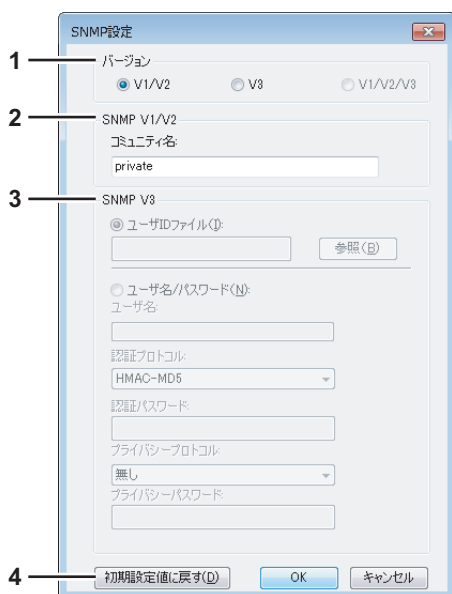 SNMP設定
1
バージョン
V1/V2 V3 V1/V2/V3
2
SNMP V1/V2
コミュニティ名:
private
3
SNMP V3
ユーザIDファイル(I):
参照(B)
ユーザ名/パスワード(N):
ユーザ名:
認証プロトコル:
HMAC-MD5
認証パスワード:
プライバシープロトコル:
無し
プライバシーパスワード:
4
初期設定値に戻す(D) OK キャンセル